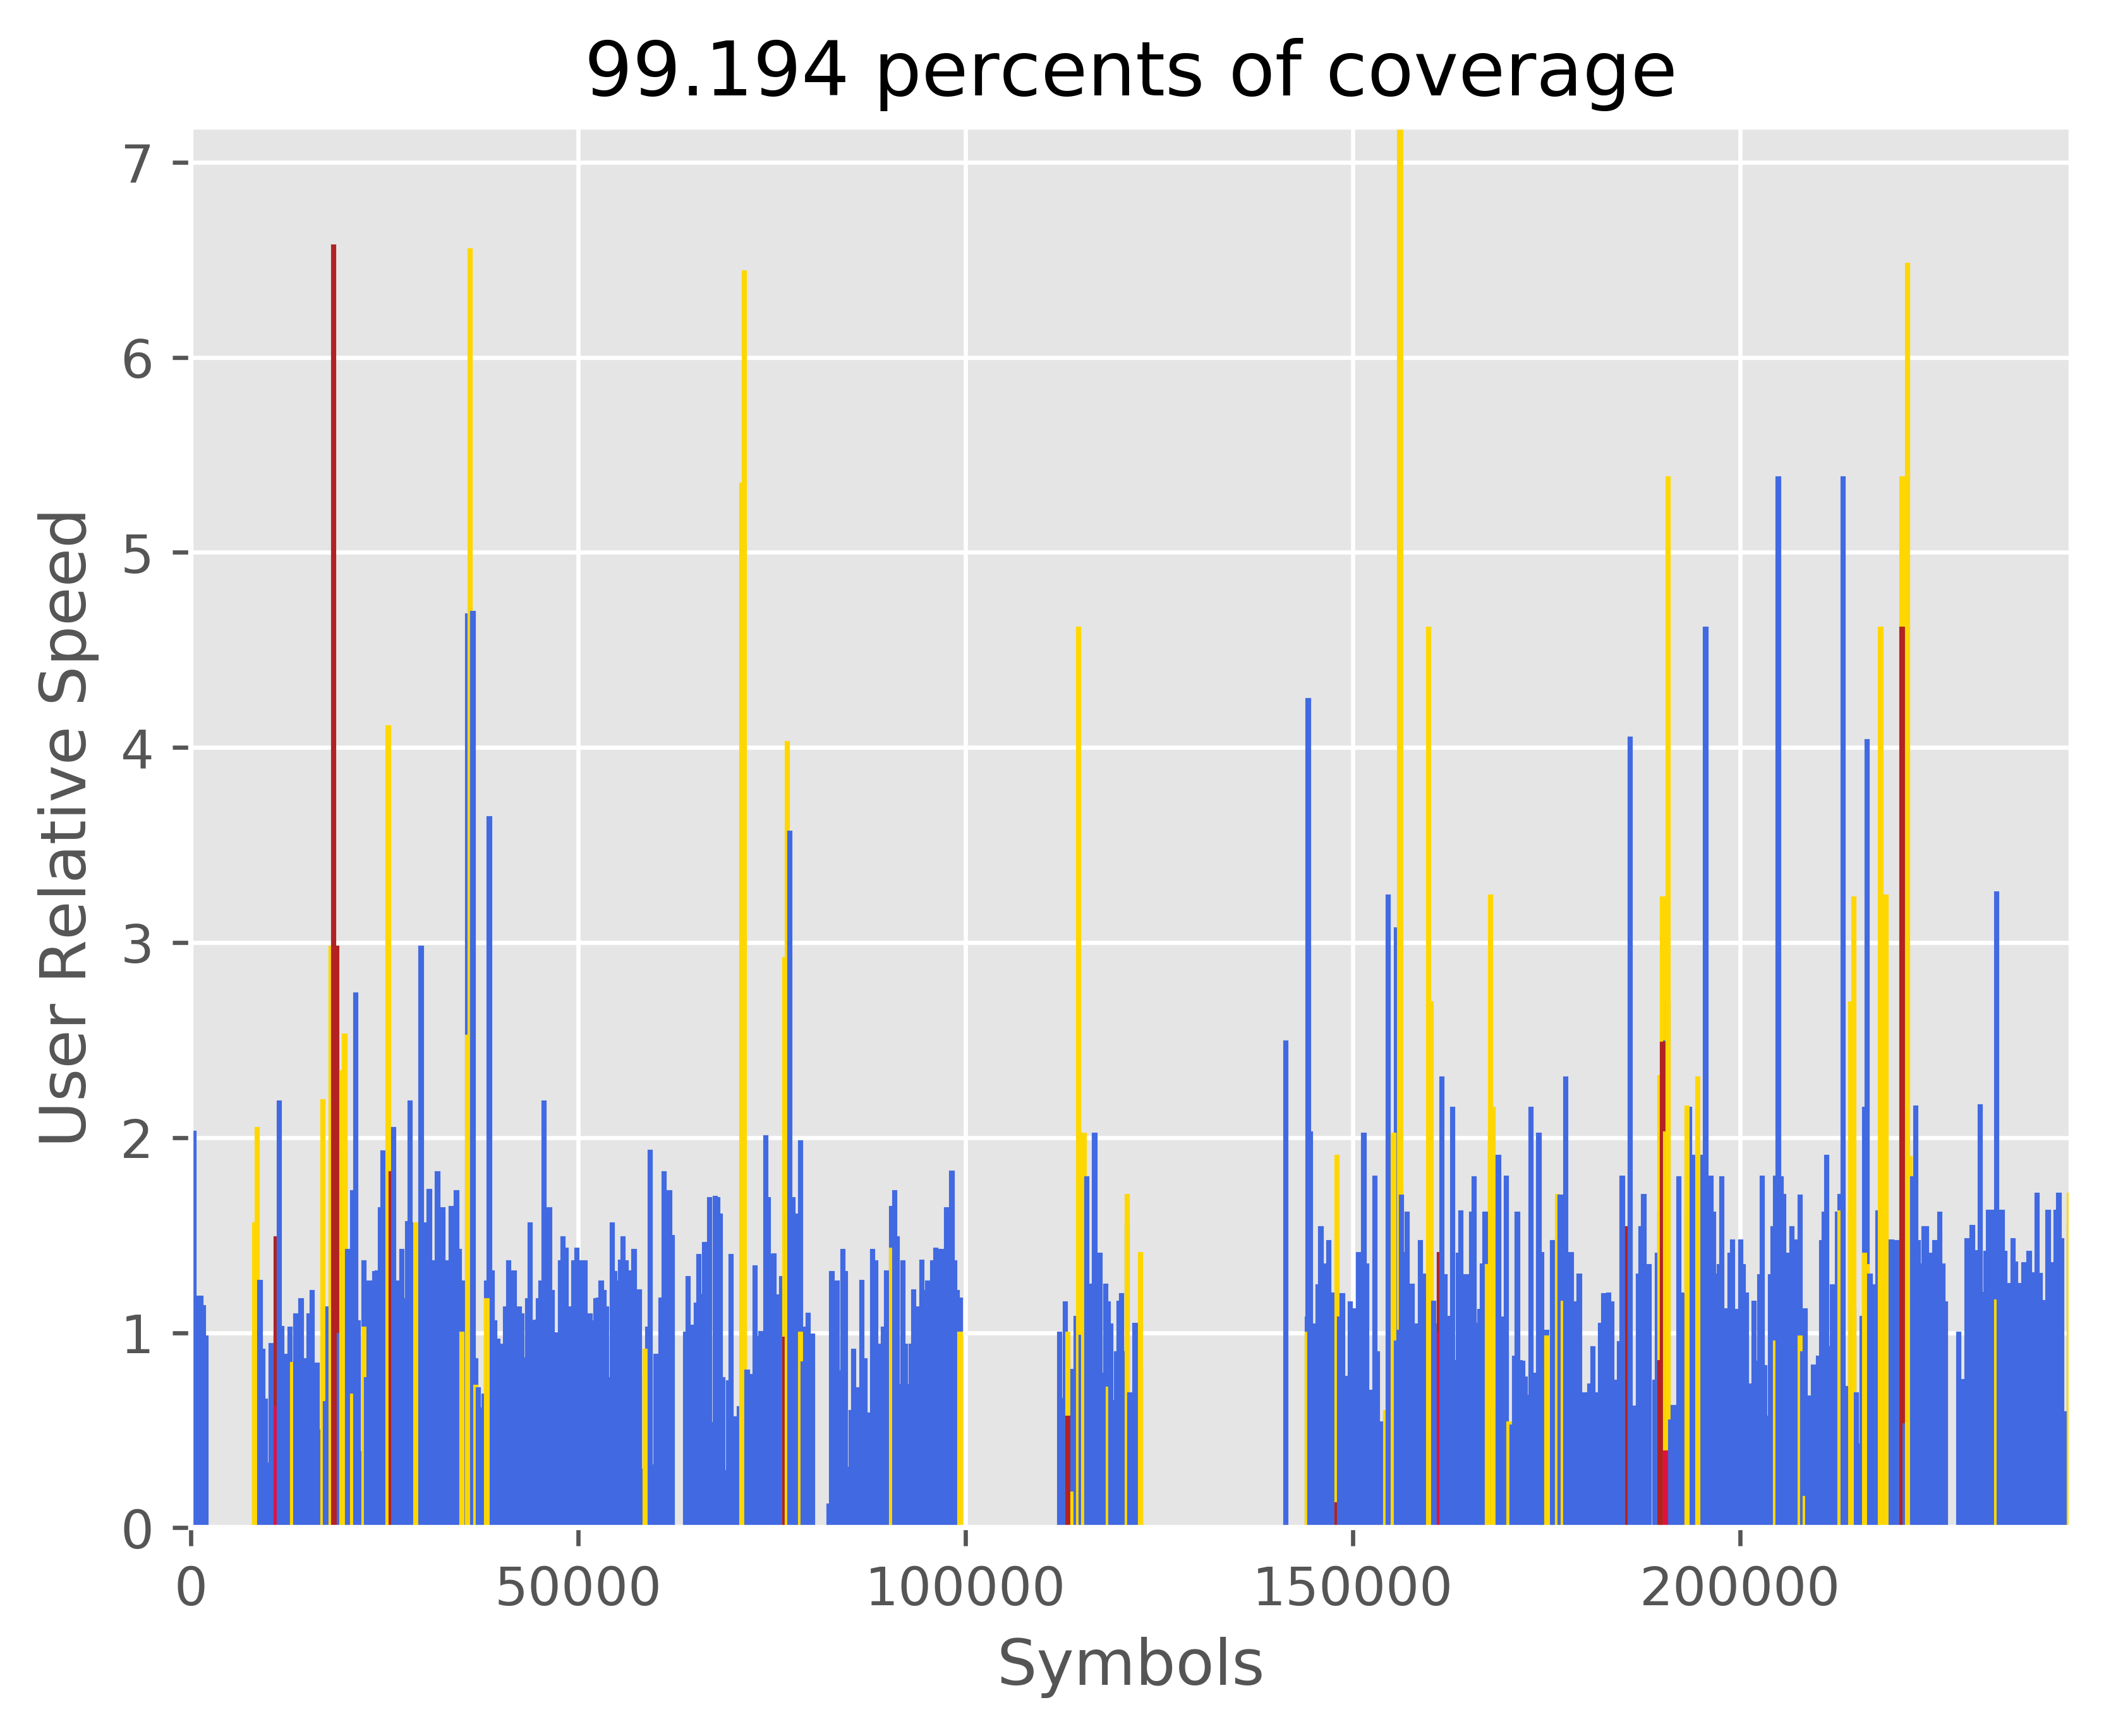 99.194 percents of coverage
7
6
5
4
3
2
1
0
User Relative Speed
0 50000 100000 150000 200000
Symbols